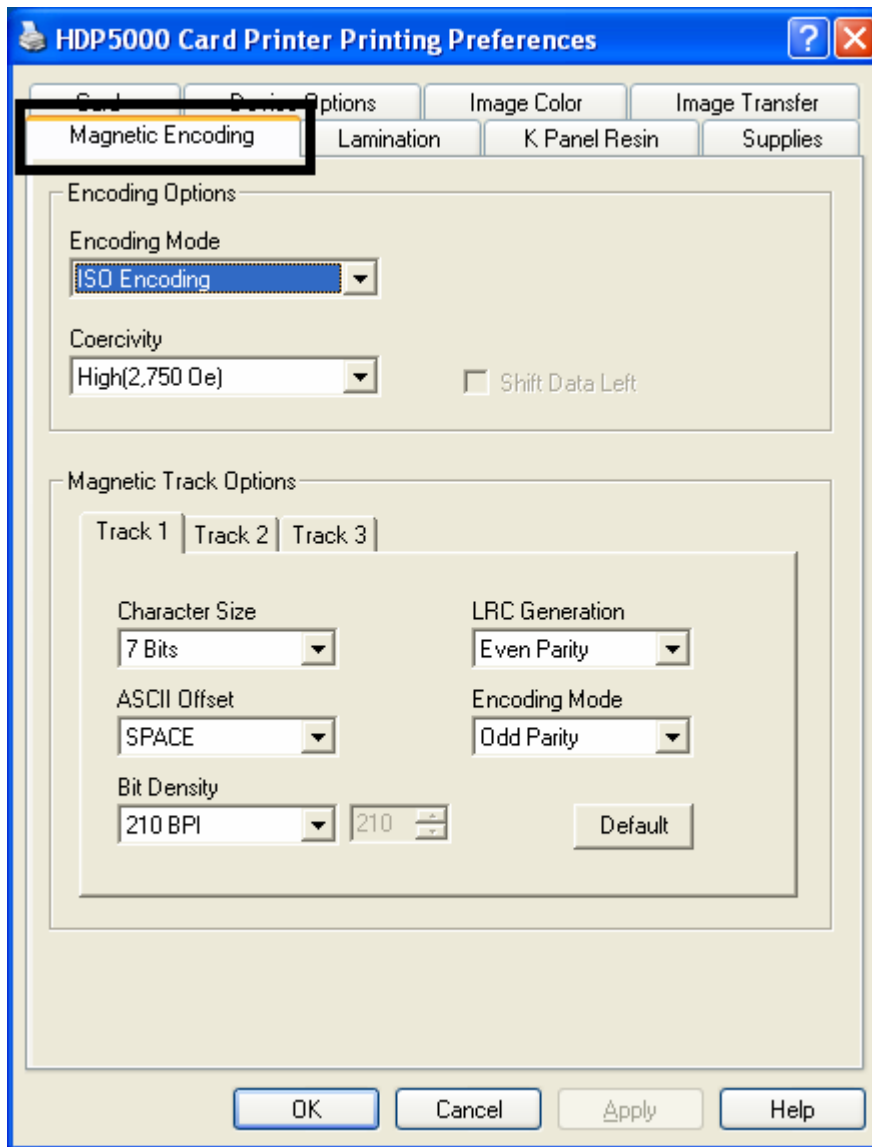 HDP5000 Card Printer Printing Preferences
Card Device Options Image Color Image Transfer
Magnetic Encoding Lamination K Panel Resin Supplies
Encoding Options
Encoding Mode
ISO Encoding
Coercivity
High(2,750 Oe)
Shift Data Left
Magnetic Track Options
Track 1 Track 2 Track 3
Character Size LRC Generation
7 Bits Even Parity
ASCII Offset Encoding Mode
SPACE Odd Parity
Bit Density
210 BPI 210 Default
OK Cancel Apply Help